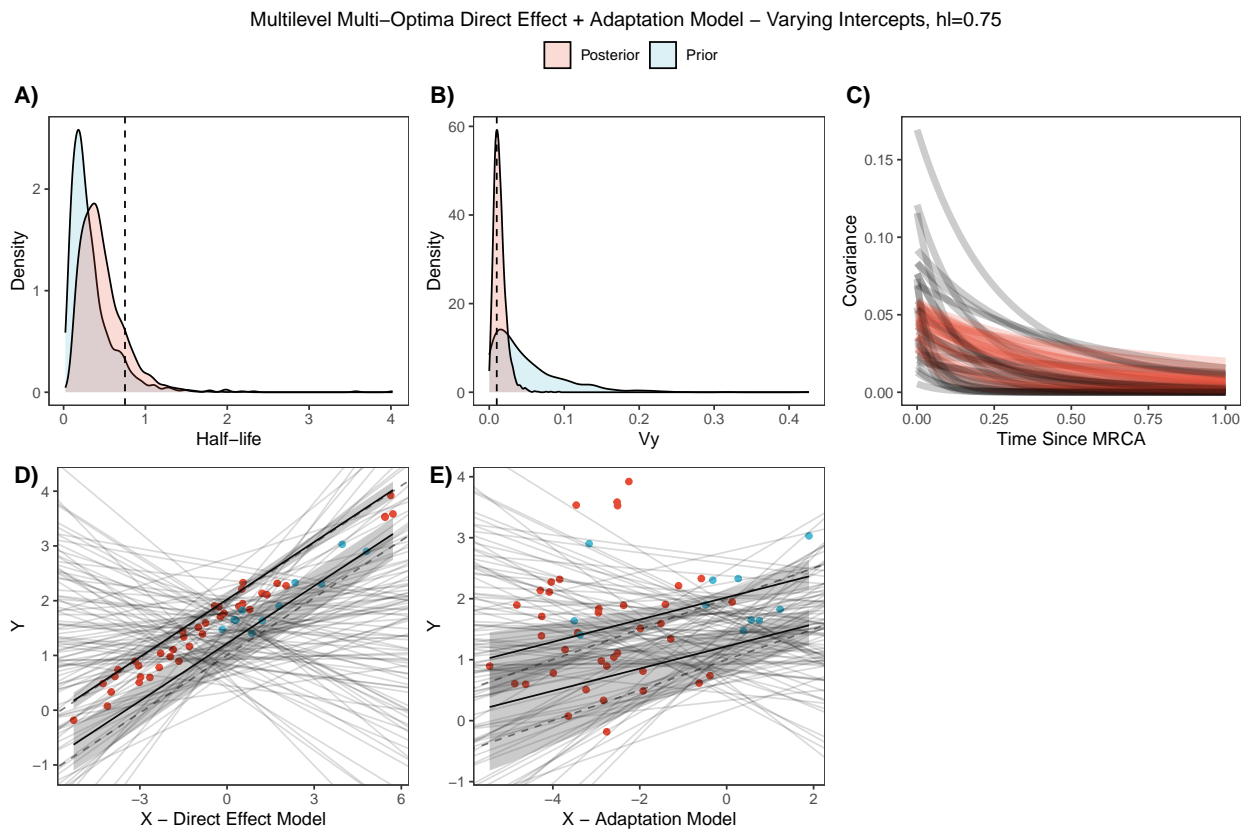 Multilevel Multi−Optima Direct Effect + Adaptation Model − Varying Intercepts, hl=0.75
Posterior Prior
A)
Density
2
1
0
0 1 2 3 4
Half−life
B)
Density
60
40
20
0
0.0 0.1 0.2 0.3 0.4
Vy
C)
Covariance
0.15
0.10
0.05
0.00
0.00 0.25 0.50 0.75 1.00
Time Since MRCA
D)
Y
4
3
2
1
0
−1
−3 0 3 6
X − Direct Effect Model
E)
Y
4
3
2
1
0
−1
−4 −2 0 2
X − Adaptation Model